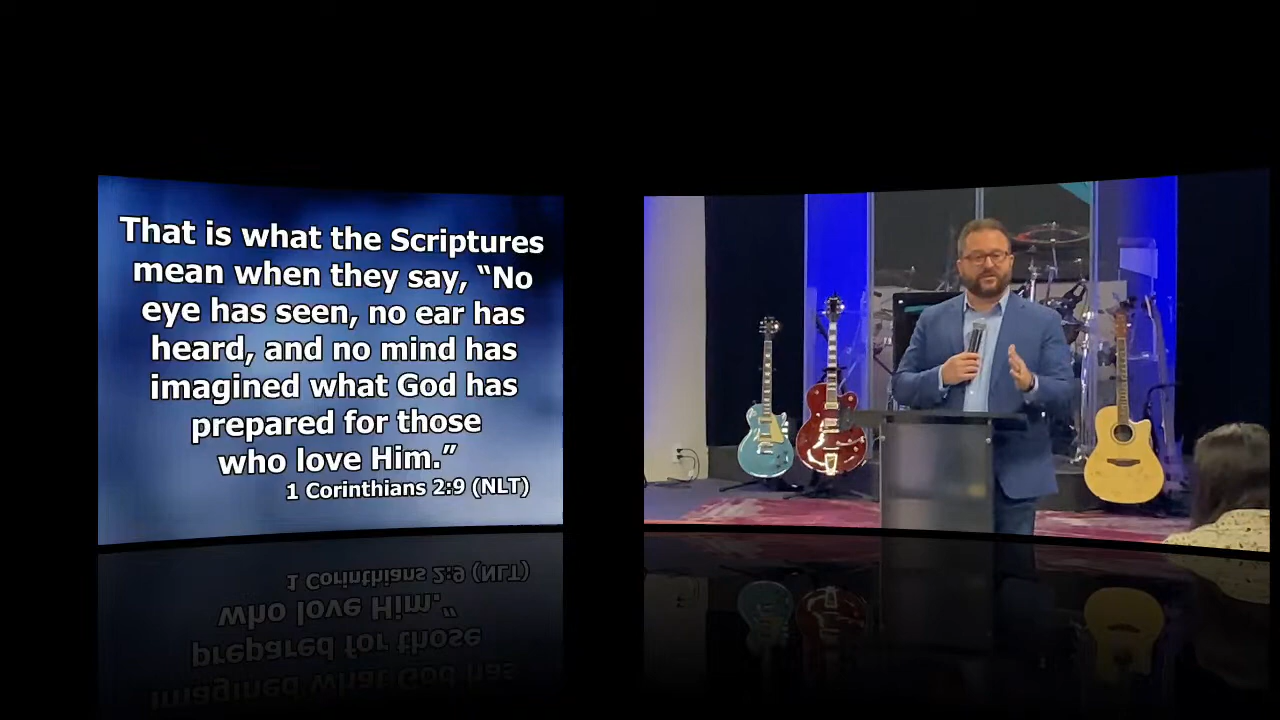 That is what the Scriptures
mean when they say, “No
eye has seen, no ear has
heard, and no mind has
imagined what God has
prepared for those
who love Him.”
1 Corinthians 2:9 (NLT)